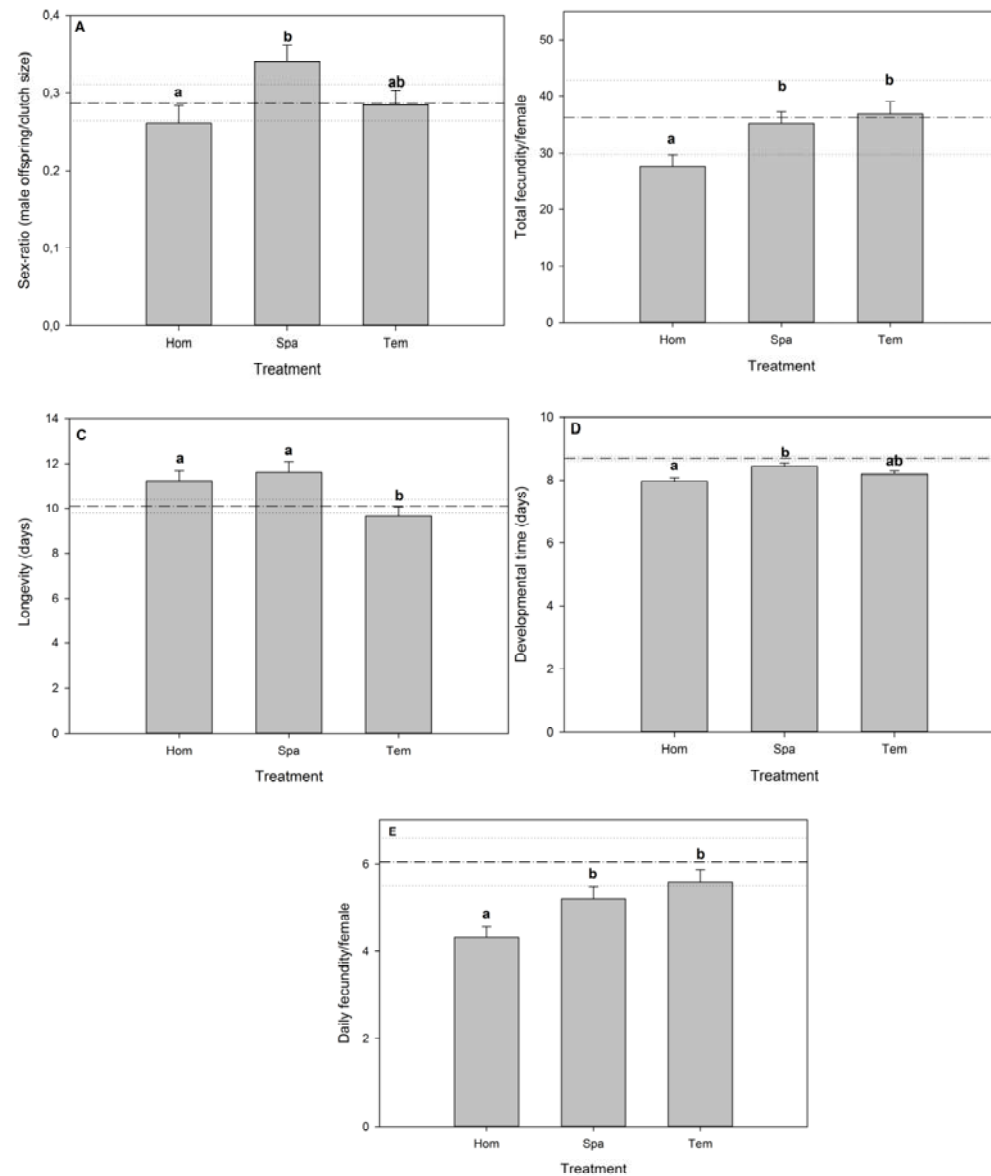 A
Sex-ratio (male offspring/clutch size)
0,4
0,3
0,2
0,1
0,0
a
b
ab
Hom
Spa
Tem
Treatment
Total fecundity/female
50
40
30
20
10
0
a
b
b
Hom
Spa
Tem
Treatment
C
Longevity (days)
14
12
10
8
6
4
2
0
a
a
b
Hom
Spa
Tem
Treatment
D
Developmental time (days)
10
8
6
4
2
0
a
b
ab
Hom
Spa
Tem
Treatment
E
Daily fecundity/female
6
4
2
0
a
b
b
Hom
Spa
Tem
Treatment